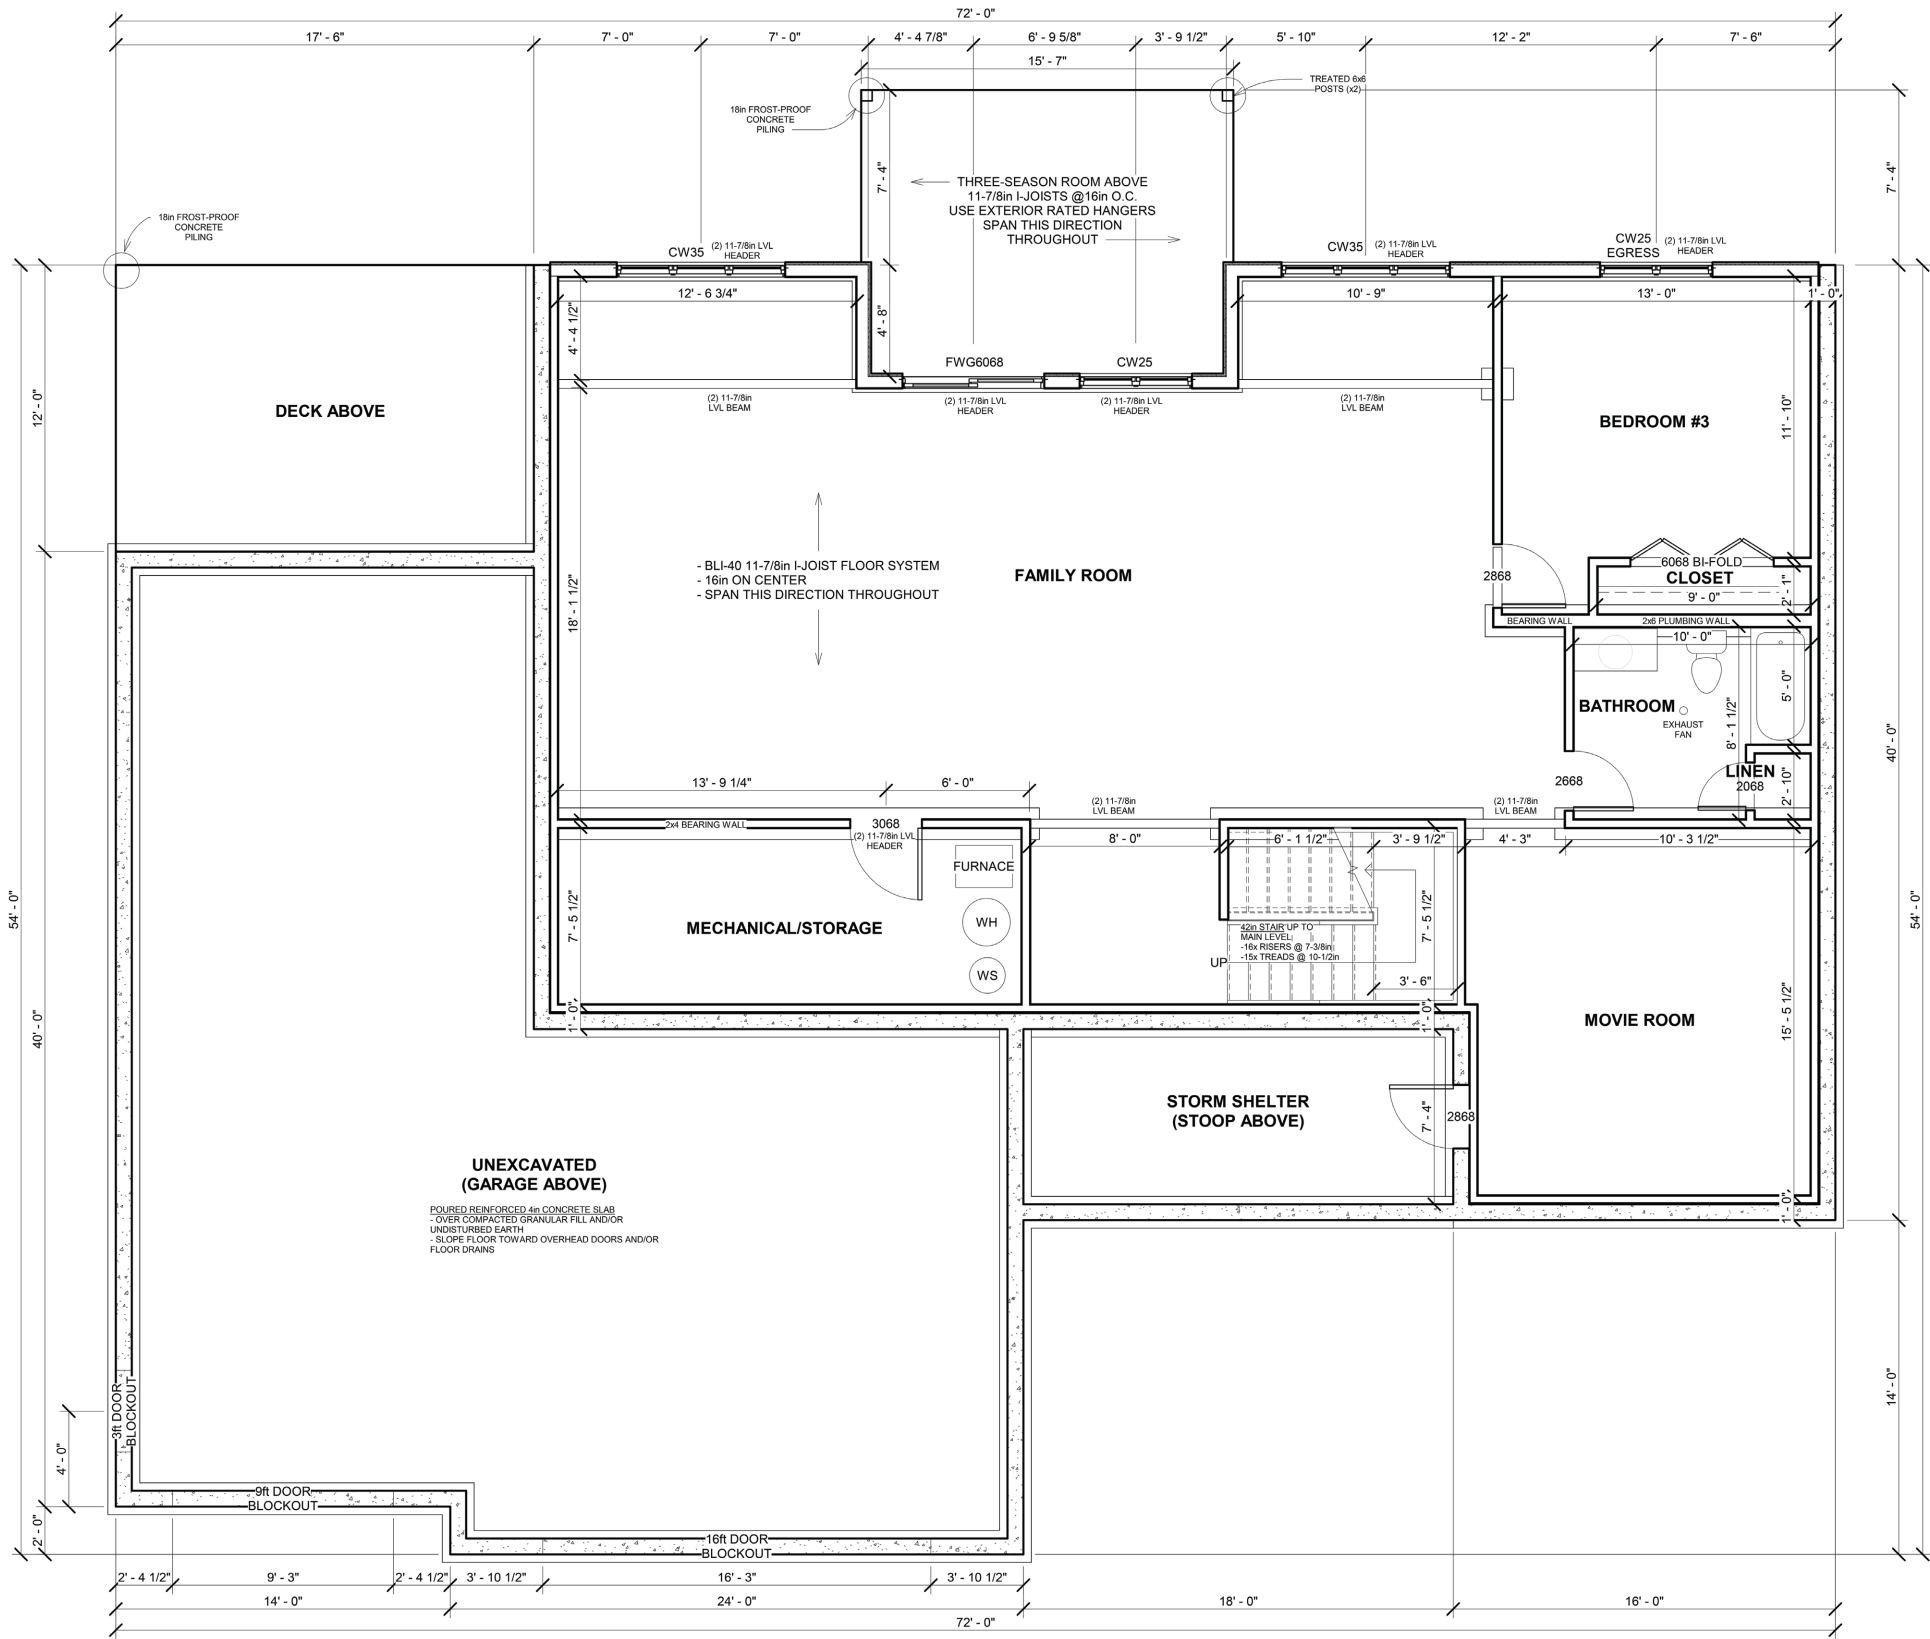 72' - 0"
17' - 6"
7' - 0"
7' - 0"
4' - 4 7/8"
6' - 9 5/8"
3' - 9 1/2"
5' - 10"
12' - 2"
7' - 6"
15' - 7"
TREATED 6x6
POSTS (x2)
18in FROST-PROOF
CONCRETE
PILING
7' - 4"
THREE-SEASON ROOM ABOVE
11-7/8in I-JOISTS @16in O.C.
USE EXTERIOR RATED HANGERS
SPAN THIS DIRECTION
THROUGHOUT
7' - 4"
18in FROST-PROOF
CONCRETE
PILING
CW35
(2) 11-7/8in LVL
HEADER
CW35
(2) 11-7/8in LVL
HEADER
CW25
EGRESS
(2) 11-7/8in LVL
HEADER
12' - 6 3/4"
10' - 9"
13' - 0"
1' - 0"
4' - 4 1/2"
4' - 8"
FWG6068
CW25
12' - 0"
DECK ABOVE
(2) 11-7/8in
LVL BEAM
(2) 11-7/8in LVL
HEADER
(2) 11-7/8in LVL
HEADER
(2) 11-7/8in
LVL BEAM
BEDROOM #3
11' - 10"
- BLI-40 11-7/8in I-JOIST FLOOR SYSTEM
- 16in ON CENTER
- SPAN THIS DIRECTION THROUGHOUT
FAMILY ROOM
18' - 1 1/2"
2868
6068 BI-FOLD
CLOSET
9' - 0"
2' - 1"
BEARING WALL
2x6 PLUMBING WALL
10' - 0"
5' - 0"
BATHROOM
EXHAUST
FAN
8' - 1 1/2"
40' - 0"
LINEN
2068
2668
2' - 10"
13' - 9 1/4"
6' - 0"
(2) 11-7/8in
LVL BEAM
(2) 11-7/8in
LVL BEAM
2x4 BEARING WALL
3068
(2) 11-7/8in LVL
HEADER
8' - 0"
6' - 1 1/2"
3' - 9 1/2"
4' - 3"
10' - 3 1/2"
FURNACE
54' - 0"
54' - 0"
7' - 5 1/2"
MECHANICAL/STORAGE
WH
WS
42in STAIR UP TO
MAIN LEVEL
-16x RISERS @ 7-3/8in
-15x TREADS @ 10-1/2in
UP
7' - 5 1/2"
3' - 6"
40' - 0"
1' - 0"
1' - 0"
MOVIE ROOM
15' - 5 1/2"
STORM SHELTER
(STOOP ABOVE)
7' - 4"
2868
UNEXCAVATED
(GARAGE ABOVE)
POURED REINFORCED 4in CONCRETE SLAB
- OVER COMPACTED GRANULAR FILL AND/OR
UNDISTURBED EARTH
- SLOPE FLOOR TOWARD OVERHEAD DOORS AND/OR
FLOOR DRAINS
1' - 0"
14' - 0"
3ft DOOR
BLOCKOUT
4' - 0"
9ft DOOR
BLOCKOUT
2' - 0"
16ft DOOR
BLOCKOUT
2' - 4 1/2"
9' - 3"
2' - 4 1/2"
3' - 10 1/2"
16' - 3"
3' - 10 1/2"
14' - 0"
24' - 0"
18' - 0"
16' - 0"
72' - 0"